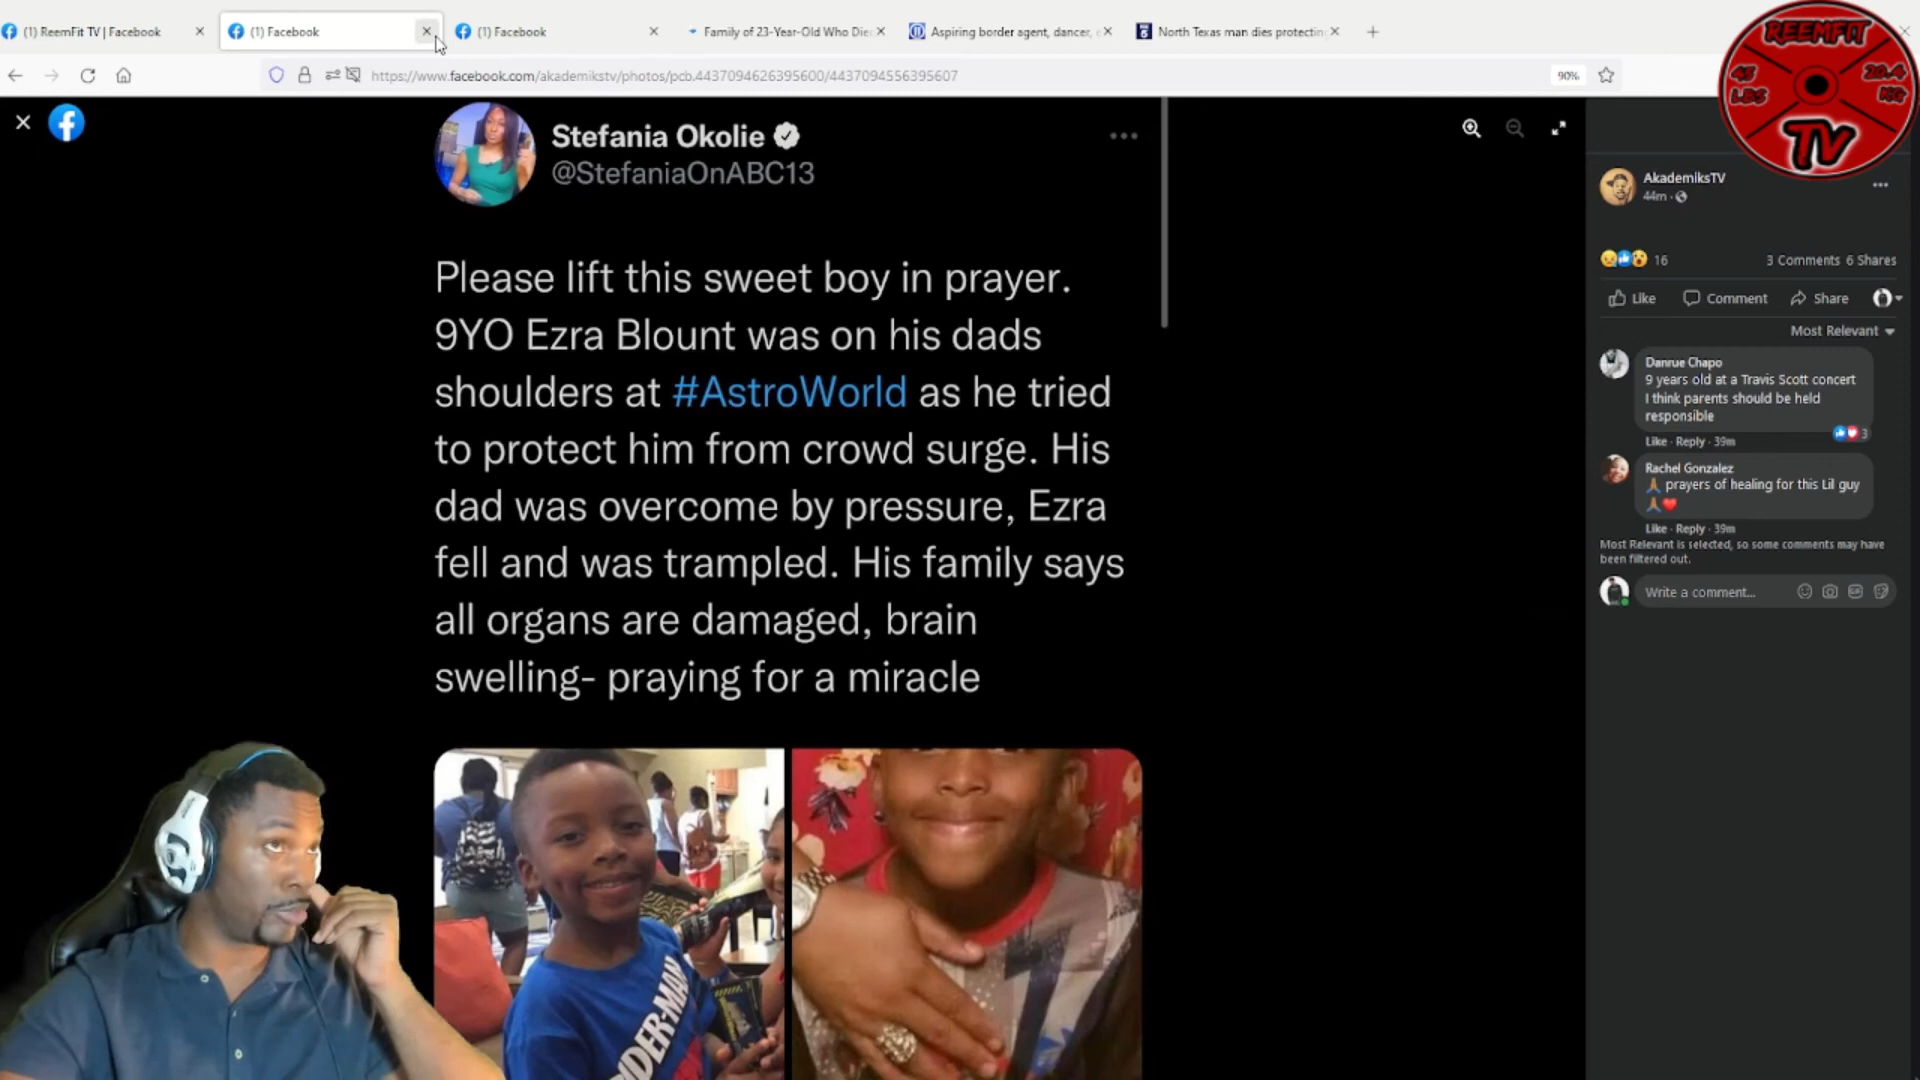 (1) ReemFit TV | Facebook
(1) Facebook
(1) Facebook
Family of 23-Year-Old Who Die
Aspiring border agent, dancer,
North Texas man dies protectin
https://www.facebook.com/akademikstv/photos/pcb.4437094626395600/4437094556395607
90%
REEMFIT
45
LBS
20.4
KG
TV
Stefania Okolie
@StefaniaOnABC13
Please lift this sweet boy in prayer.
9YO Ezra Blount was on his dads
shoulders at #AstroWorld as he tried
to protect him from crowd surge. His
dad was overcome by pressure, Ezra
fell and was trampled. His family says
all organs are damaged, brain
swelling- praying for a miracle
SPIDER-MAN
AkademiksTV
44m ·
16
3 Comments 6 Shares
Like
Comment
Share
Most Relevant
Danrue Chapo
9 years old at a Travis Scott concert
I think parents should be held
responsible
3
Like · Reply · 39m
Rachel Gonzalez
🙏 prayers of healing for this Lil guy
🙏❤️
Like · Reply · 39m
Most Relevant is selected, so some comments may have
been filtered out.
Write a comment...